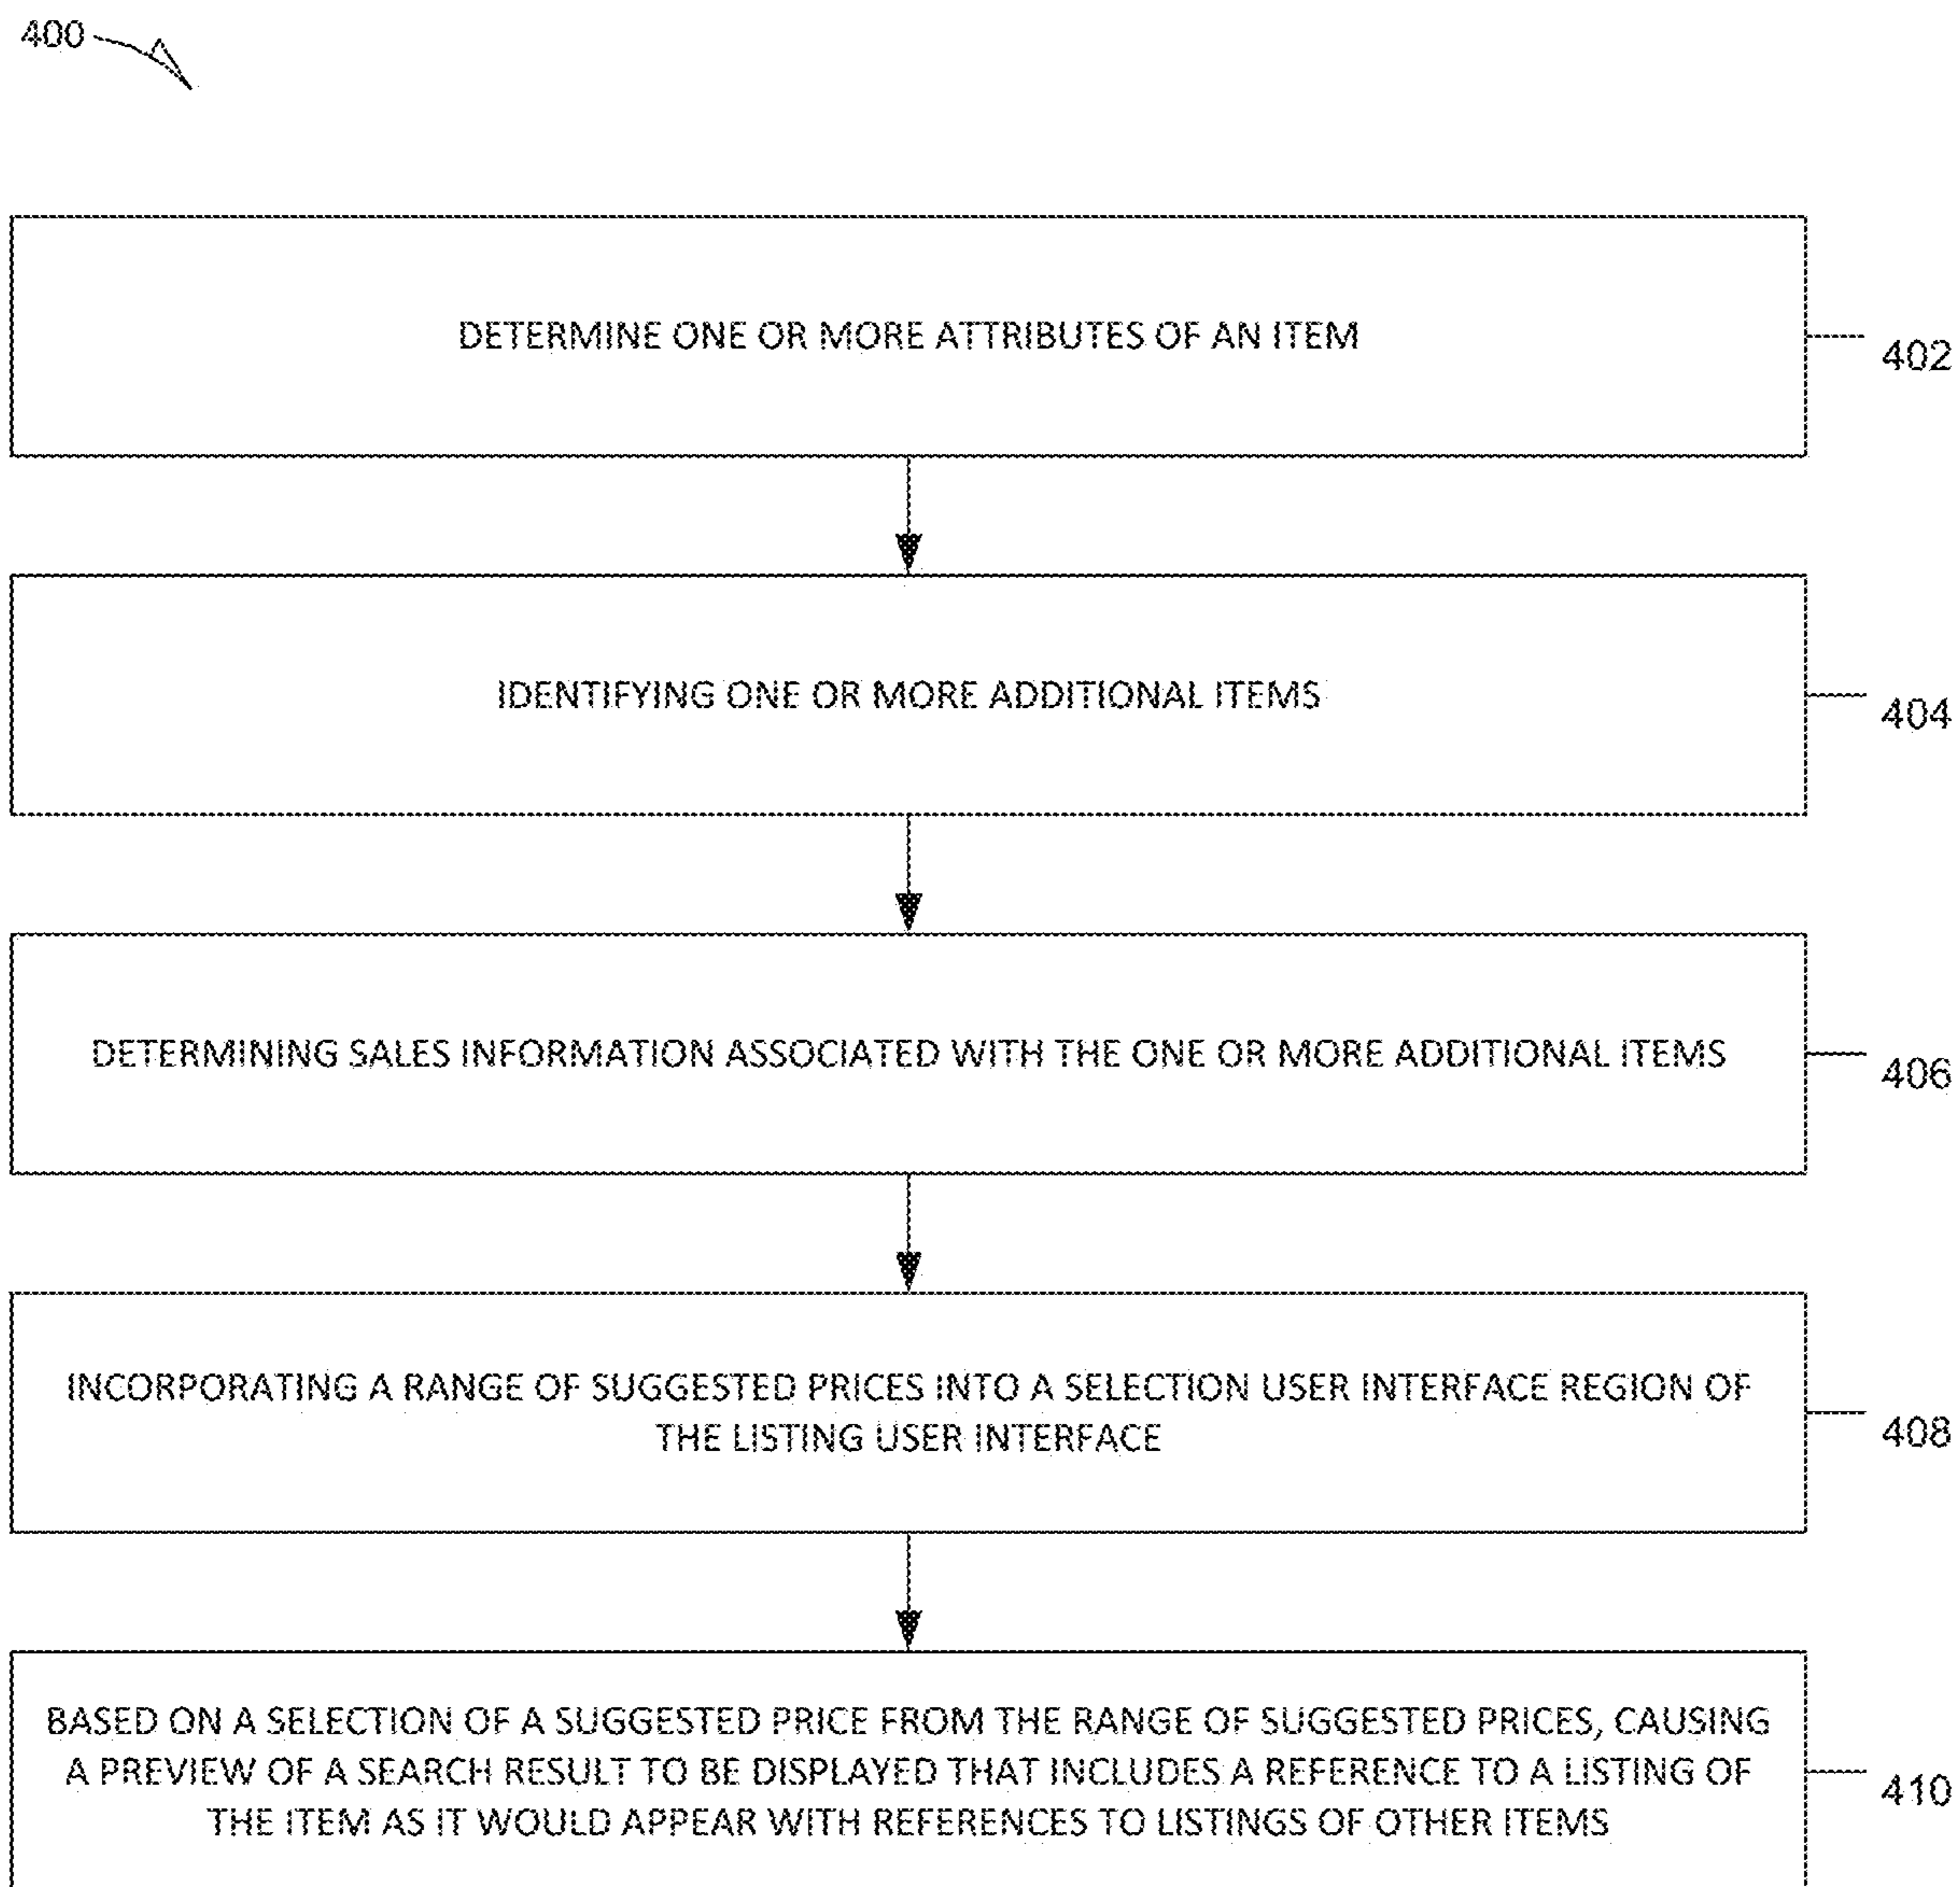 400
DETERMINE ONE OR MORE ATTRIBUTES OF AN ITEM
402
IDENTIFYING ONE OR MORE ADDITIONAL ITEMS
404
DETERMINING SALES INFORMATION ASSOCIATED WITH THE ONE OR MORE ADDITIONAL ITEMS
406
INCORPORATING A RANGE OF SUGGESTED PRICES INTO A SELECTION USER INTERFACE REGION OF
THE LISTING USER INTERFACE
408
BASED ON A SELECTION OF A SUGGESTED PRICE FROM THE RANGE OF SUGGESTED PRICES, CAUSING
A PREVIEW OF A SEARCH RESULT TO BE DISPLAYED THAT INCLUDES A REFERENCE TO A LISTING OF
THE ITEM AS IT WOULD APPEAR WITH REFERENCES TO LISTINGS OF OTHER ITEMS
410